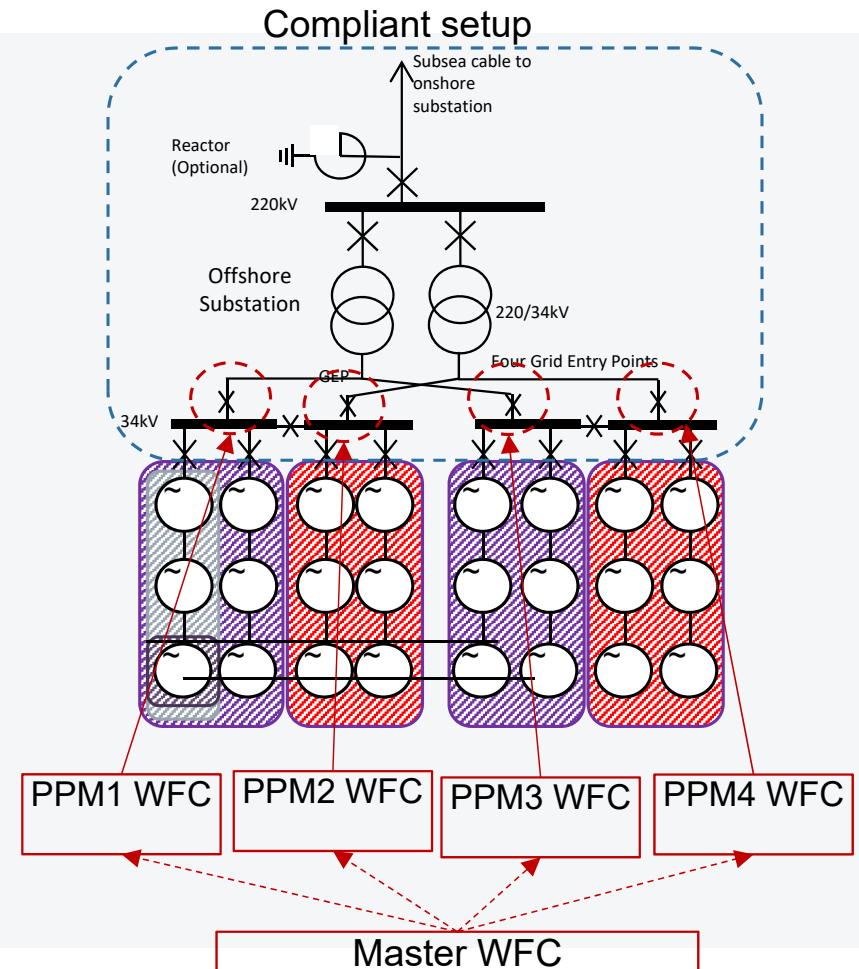 Compliant setup
Subsea cable to
onshore
substation
Reactor
(Optional)
220kV
Offshore
Substation
220/34kV
Four Grid Entry Points
GEP
34kV
~ ~ ~ ~ ~ ~ ~ ~
~ ~ ~ ~ ~ ~ ~ ~
~ ~ ~ ~ ~ ~ ~ ~
PPM1 WFC
PPM2 WFC
PPM3 WFC
PPM4 WFC
Master WFC